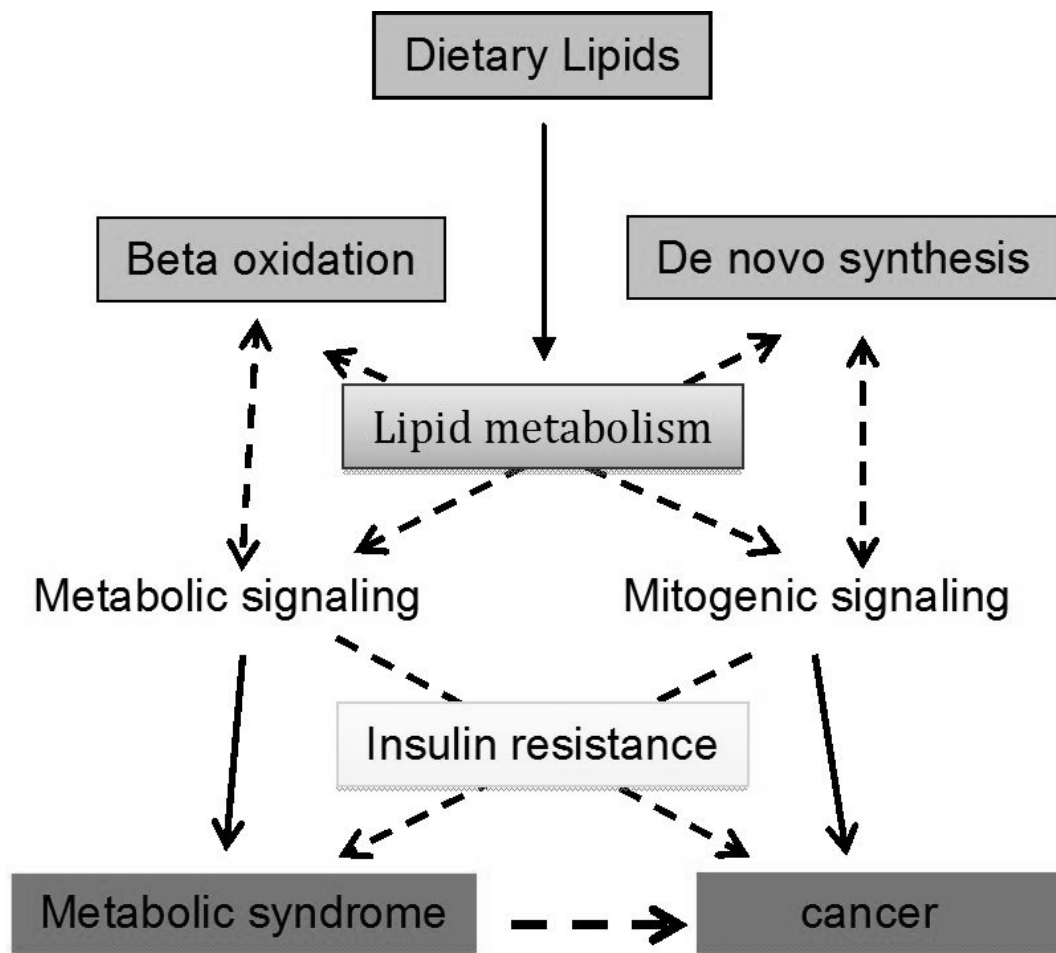 Dietary Lipids
Beta oxidation
De novo synthesis
Lipid metabolism
Metabolic signaling
Mitogenic signaling
Insulin resistance
Metabolic syndrome
cancer